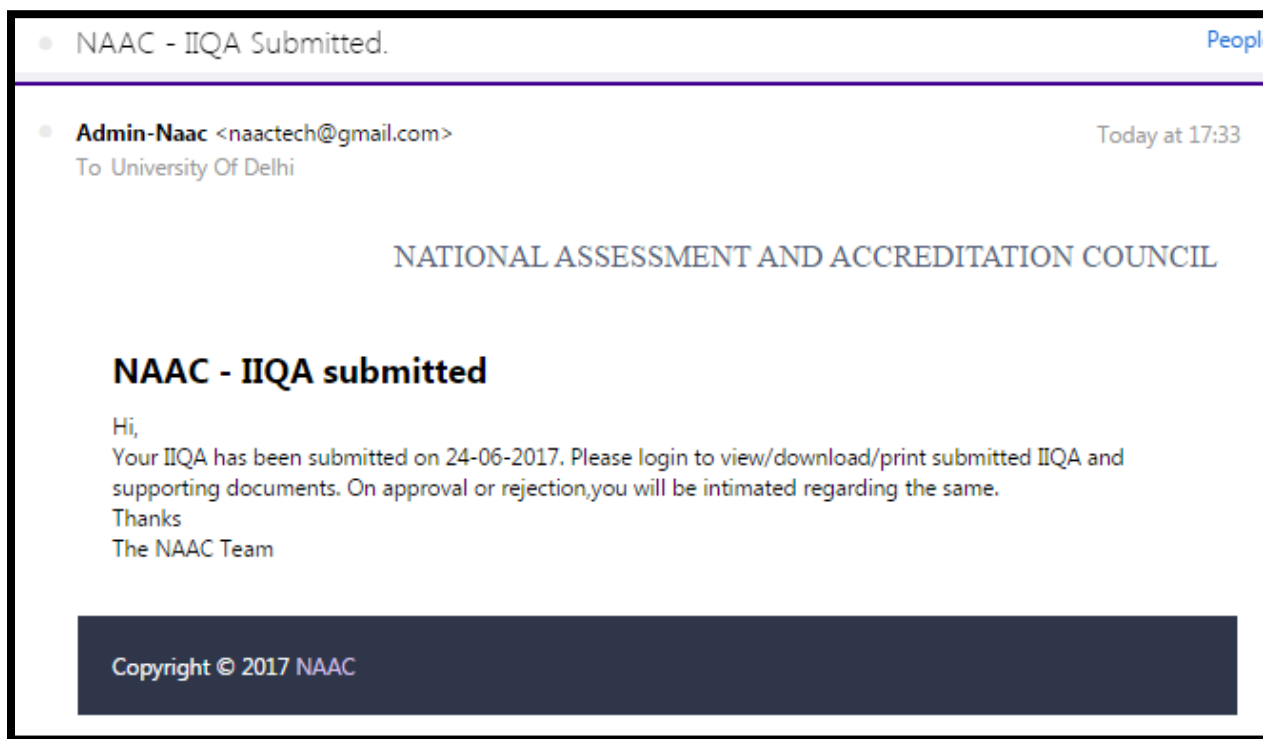 NAAC - IIQA Submitted.
Admin-Naac <naactech@gmail.com>
Today at 17:33
To University Of Delhi
NATIONAL ASSESSMENT AND ACCREDITATION COUNCIL
NAAC - IIQA submitted
Hi,
Your IIQA has been submitted on 24-06-2017. Please login to view/download/print submitted IIQA and
supporting documents. On approval or rejection,you will be intimated regarding the same.
Thanks
The NAAC Team
Copyright © 2017 NAAC